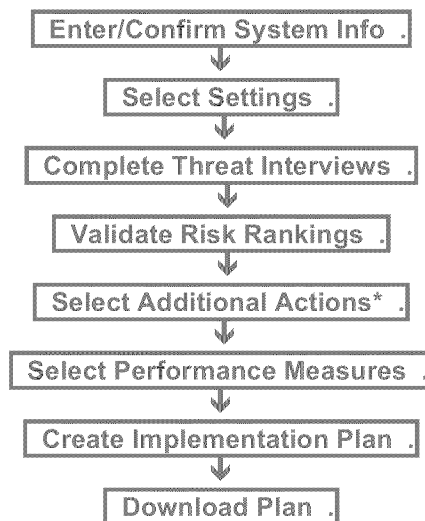 Enter/Confirm System Info .
Select Settings .
Complete Threat Interviews .
Validate Risk Rankings .
Select Additional Actions* .
Select Performance Measures .
Create Implementation Plan .
Download Plan .